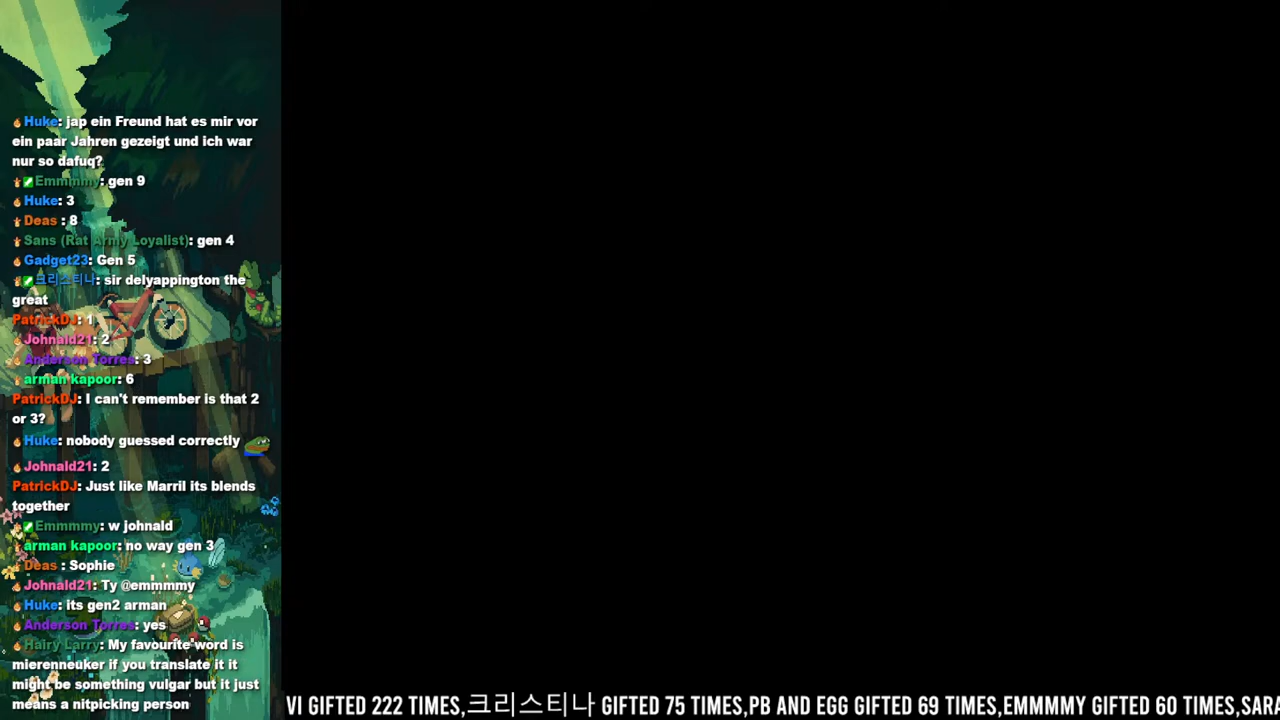 Huke: jap ein Freund hat es mir vor
ein paar Jahren gezeigt und ich war
nur so dafuq?
Emmmmy: gen 9
Huke: 3
Deas : 8
Sans (Rat Army Loyalist): gen 4
Gadget23: Gen 5
크리스티나: sir delyappington the
great
PatrickDJ: 1
Johnald21: 2
Anderson Torres: 3
arman kapoor: 6
PatrickDJ: I can't remember is that 2
or 3?
Huke: nobody guessed correctly
Johnald21: 2
PatrickDJ: Just like Marril its blends
together
Emmmmy: w johnald
arman kapoor: no way gen 3
Deas : Sophie
Johnald21: Ty @emmmmy
Huke: its gen2 arman
Anderson Torres: yes
Hairy Larry: My favourite word is
mierenneuker if you translate it it
might be something vulgar but it just
means a nitpicking person
VI GIFTED 222 TIMES,크리스티나 GIFTED 75 TIMES,PB AND EGG GIFTED 69 TIMES,EMMMMY GIFTED 60 TIMES,SARA